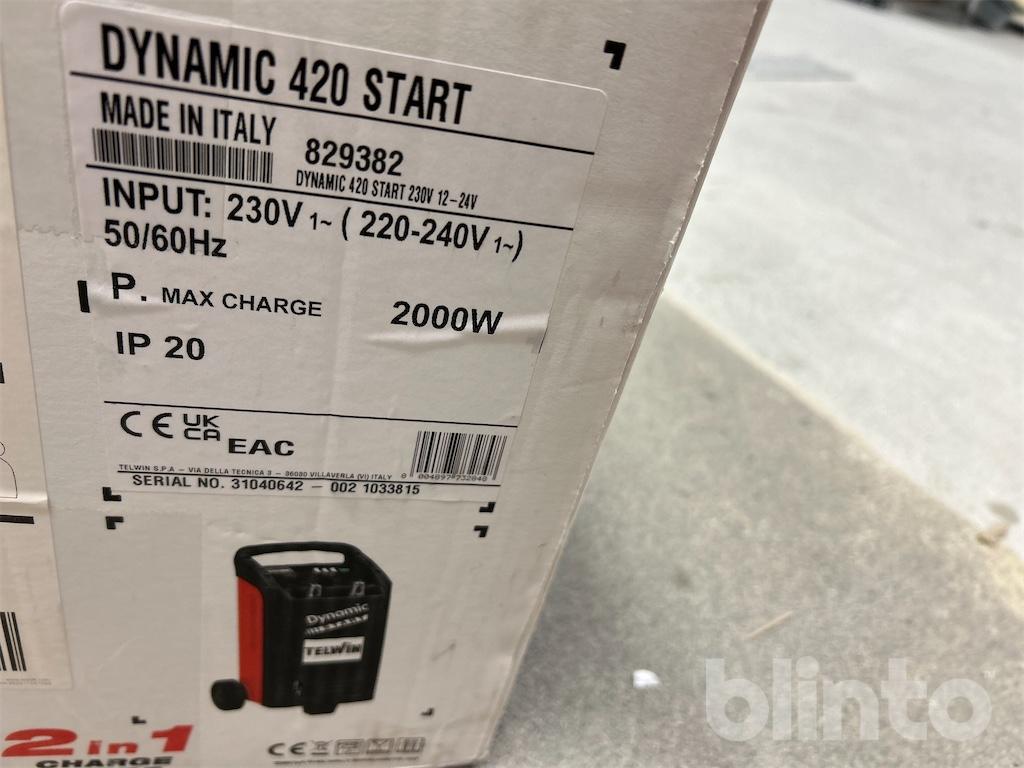 DYNAMIC 420 START
MADE IN ITALY
829382
DYNAMIC 420 START 230V 12-24V
INPUT: 230V 1~ ( 220-240V 1~)
50/60Hz
P. MAX CHARGE 2000W
IP 20
CE UK CA EAC
TELWIN S.P.A - VIA DELLA TECNICA 3 - 36030 VILLAVERLA (VI) ITALY
SERIAL NO. 31040642 - 002 1033815
Dynamic
TELWIN
2 in 1
CHARGE
CE
blinto